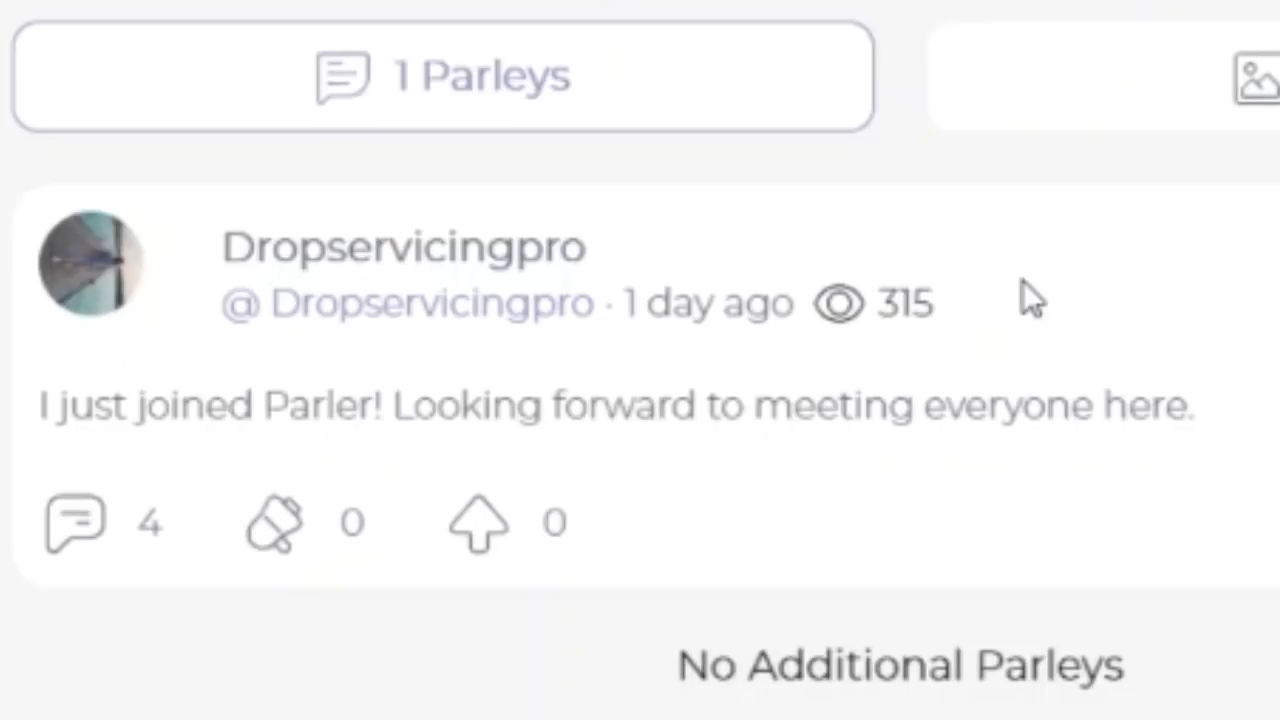 1 Parleys
Dropservicingpro
@ Dropservicingpro · 1 day ago 315
I just joined Parler! Looking forward to meeting everyone here.
4 0 0
No Additional Parleys